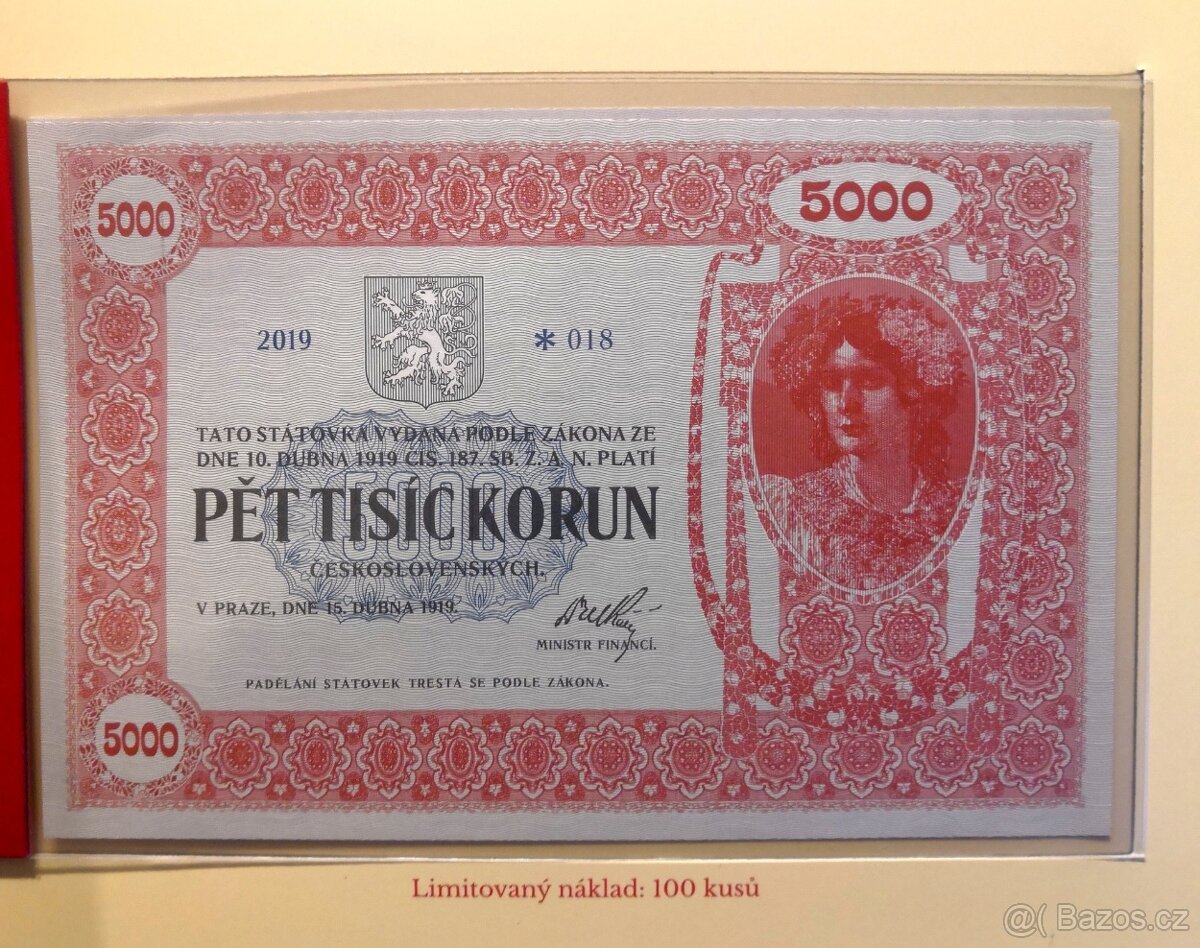 5000
5000
2019
* 018
TATO STÁTOVKA VYDANÁ PODLE ZÁKONA ZE
DNE 10. DUBNA 1919 ČÍS. 187. SB. Z. A. N. PLATÍ
PĚT TISÍC KORUN
5000
ČESKOSLOVENSKÝCH.
V PRAZE, DNE 15. DUBNA 1919.
MINISTR FINANCÍ.
PADĚLÁNÍ STÁTOVEK TRESTÁ SE PODLE ZÁKONA.
5000
Limitovaný náklad: 100 kusů
@( Bazos.cz